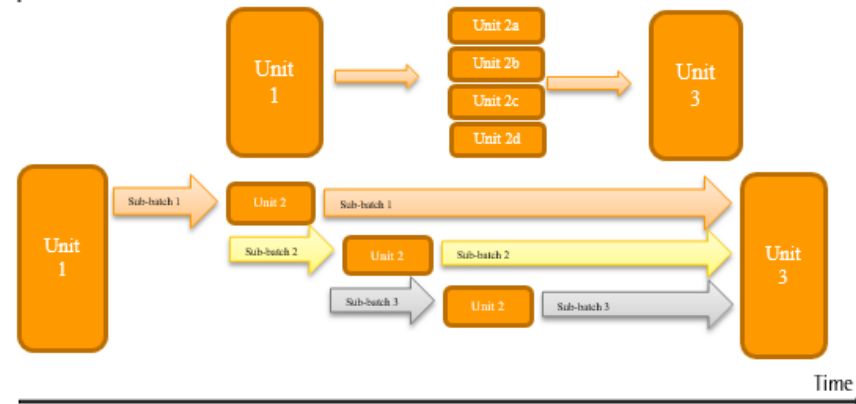 Unit
1
Unit 2a
Unit 2b
Unit 2c
Unit 2d
Unit
3
Unit
1
Sub-batch 1
Unit 2
Sub-batch 1
Sub-batch 2
Unit 2
Sub-batch 2
Sub-batch 3
Unit 2
Sub-batch 3
Unit
3
Time